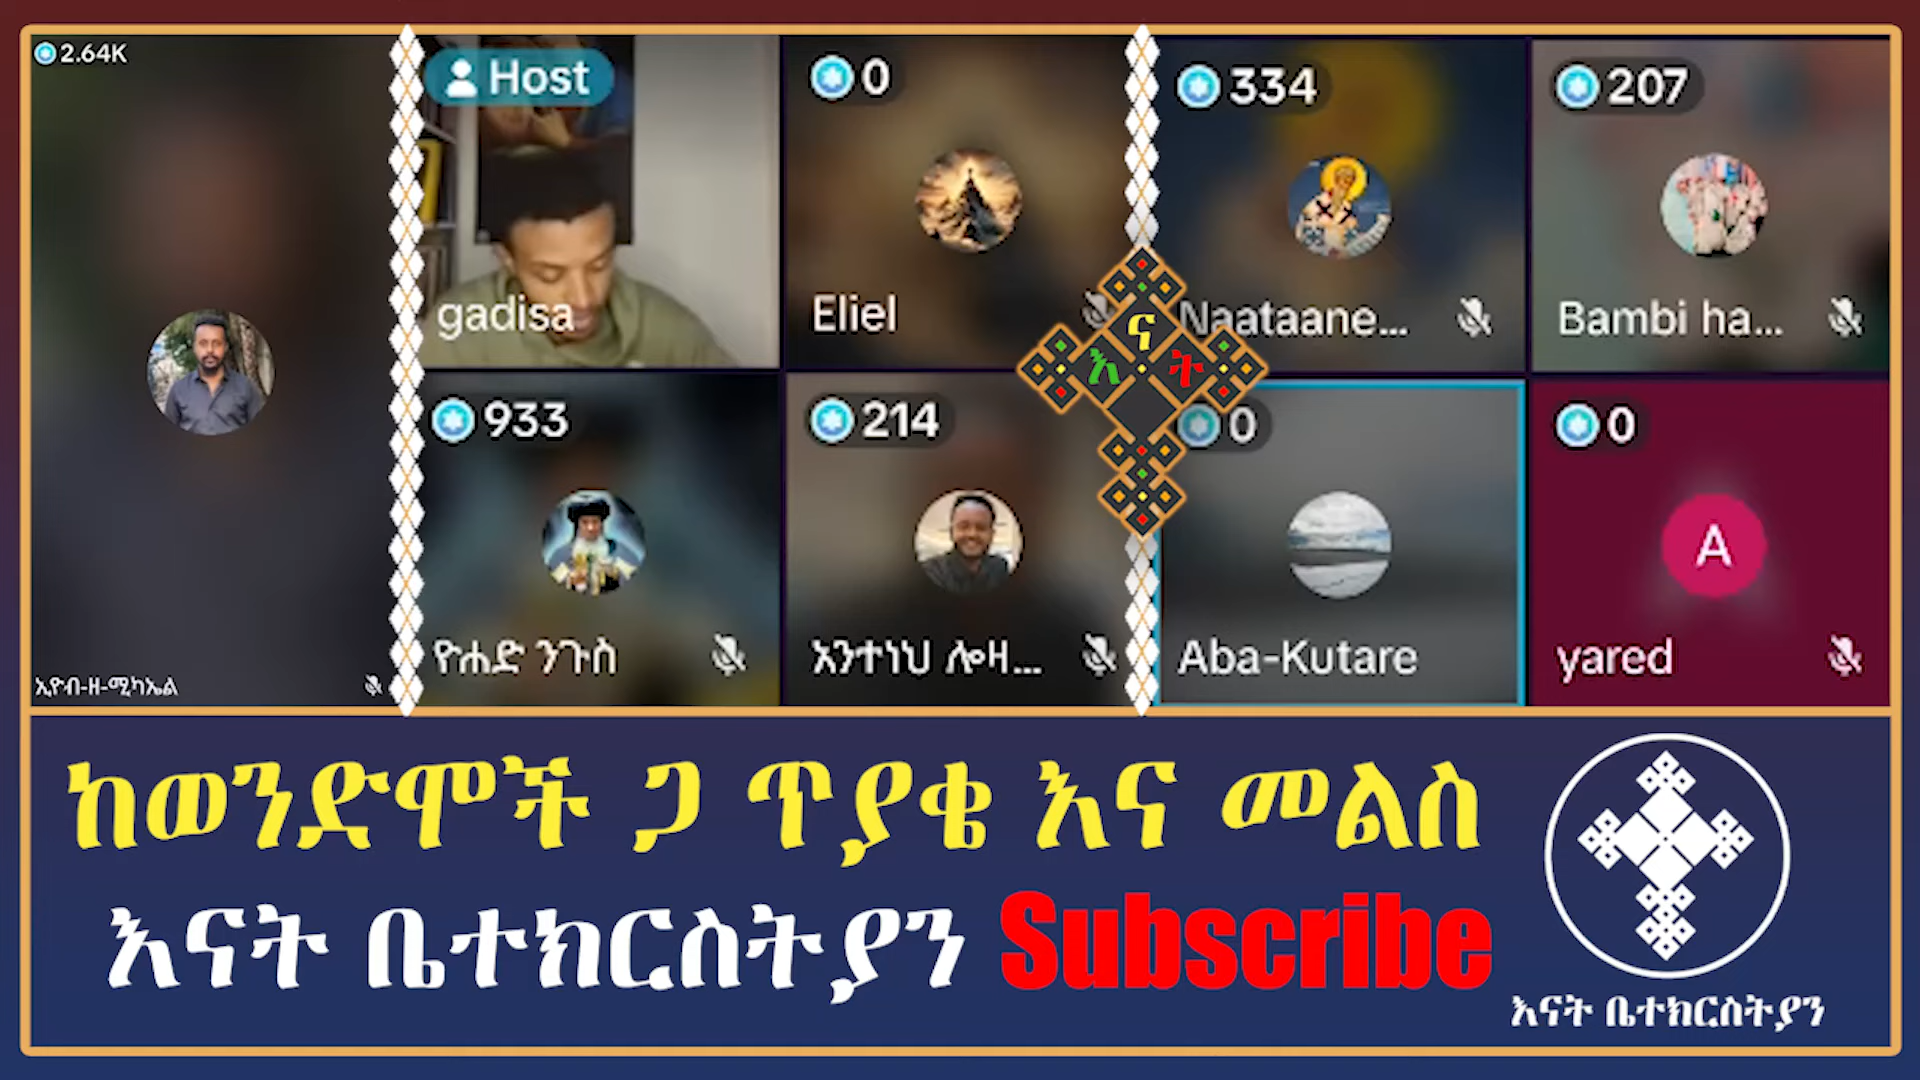 2.64K
ኢዮብ-ዘ-ሚካኤል
Host
gadisa
0
Eliel
334
Naataane...
207
Bambi ha...
933
ዮሐድ ንጉስ
214
አንተነህ ሎዛ...
0
Aba-Kutare
0
A
yared
እናት
ከወንድሞች ጋ ጥያቄ እና መልስ
እናት ቤተክርስትያን Subscribe
እናት ቤተክርስትያን